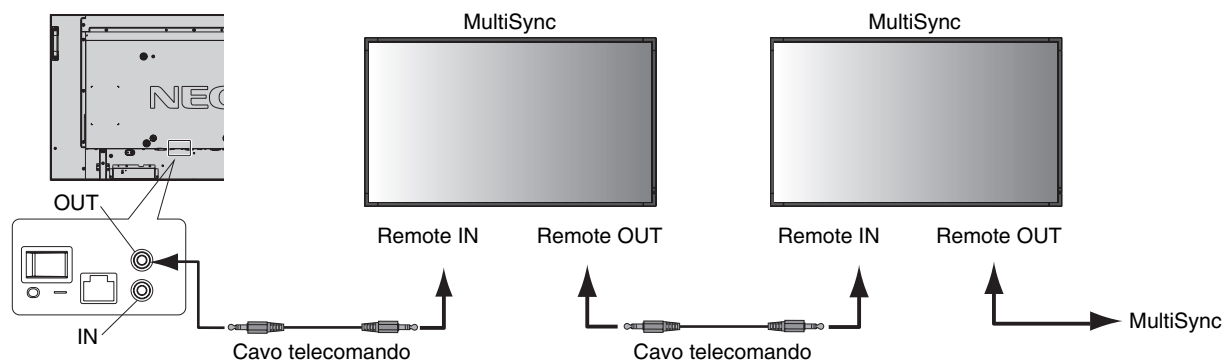 MultiSync
MultiSync
NEC
OUT
Remote IN
Remote OUT
Remote IN
Remote OUT
IN
Cavo telecomando
Cavo telecomando
MultiSync